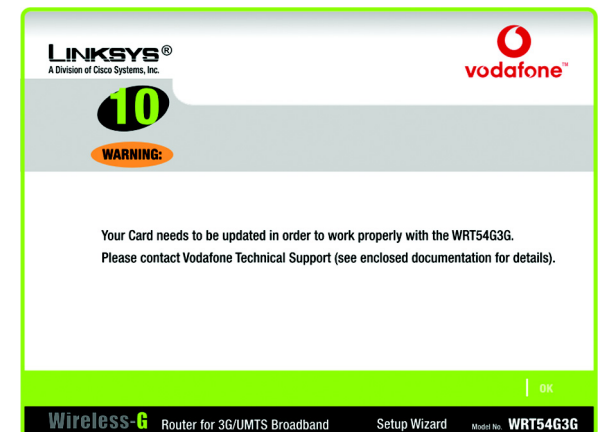 LINKSYS®
A Division of Cisco Systems, Inc.
vodafone™
10
WARNING:
Your Card needs to be updated in order to work properly with the WRT54G3G.
Please contact Vodafone Technical Support (see enclosed documentation for details).
OK
Wireless-G Router for 3G/UMTS Broadband Setup Wizard Model No. WRT54G3G